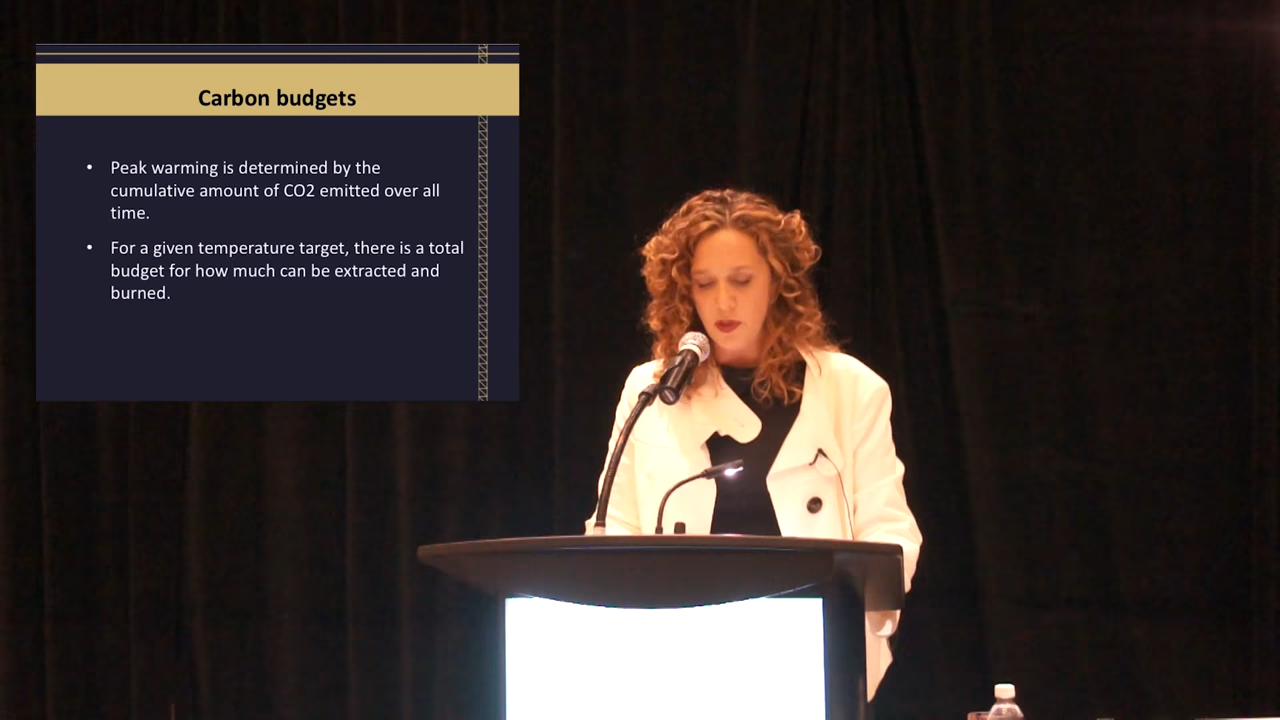 Carbon budgets
• Peak warming is determined by the
cumulative amount of CO2 emitted over all
time.
• For a given temperature target, there is a total
budget for how much can be extracted and
burned.